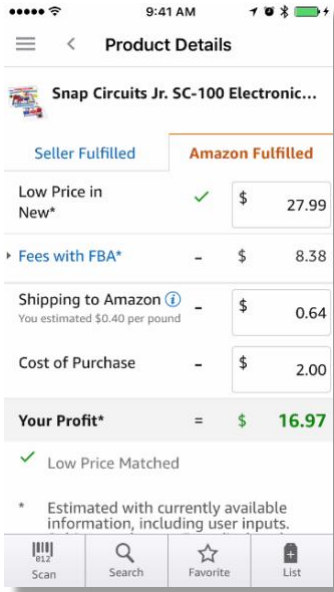 9:41 AM
Product Details
Snap Circuits Jr. SC-100 Electronic...
Seller Fulfilled
Amazon Fulfilled
Low Price in $ 27.99
New*
Fees with FBA* - $ 8.38
Shipping to Amazon - $ 0.64
You estimated $0.40 per pound
Cost of Purchase - $ 2.00
Your Profit* = $ 16.97
Low Price Matched
* Estimated with currently available
information, including user inputs.
Scan
Search
Favorite
List